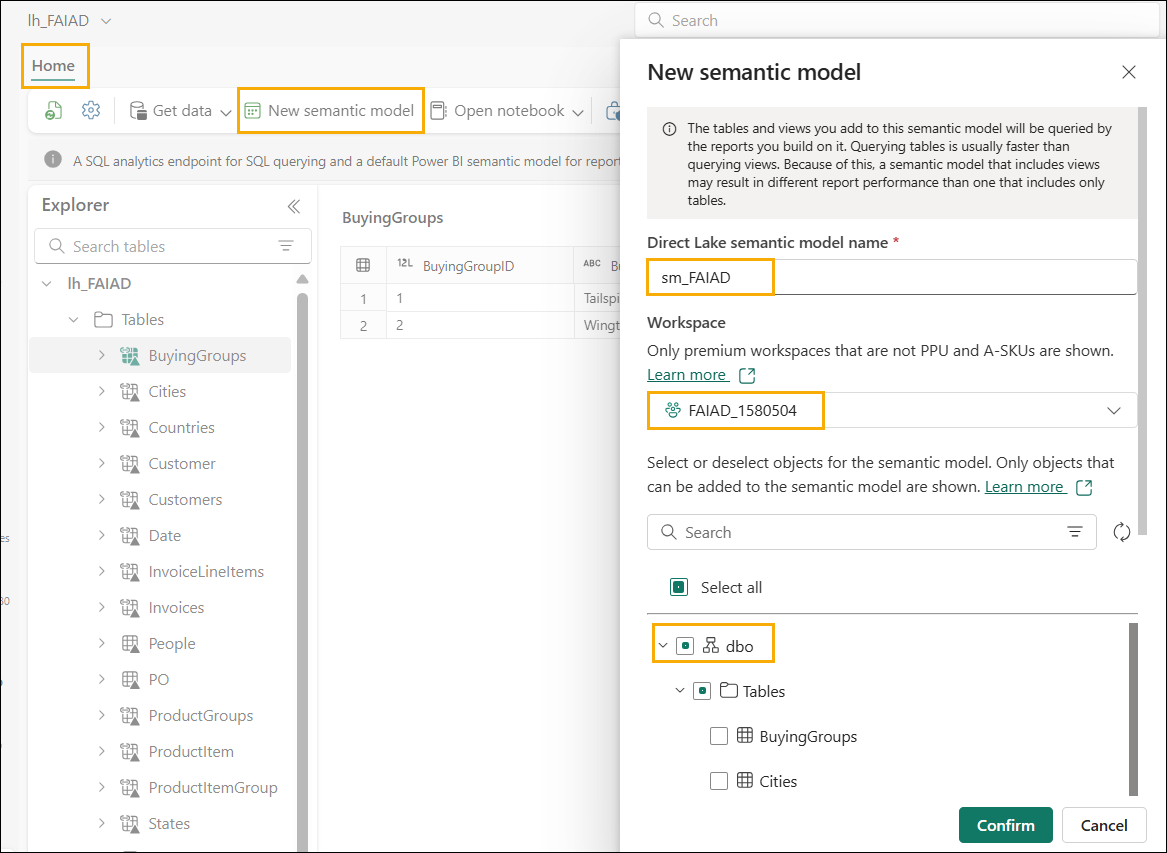 lh_FAIAD
Search
Home
Get data
New semantic model
Open notebook
A SQL analytics endpoint for SQL querying and a default Power BI semantic model for report
Explorer
Search tables
lh_FAIAD
Tables
BuyingGroups
Cities
Countries
Customer
Customers
Date
InvoiceLineItems
Invoices
People
PO
ProductGroups
ProductItem
ProductItemGroup
States
BuyingGroups
12L BuyingGroupID ABC
1 1
2 2
New semantic model
The tables and views you add to this semantic model will be queried by
the reports you build on it. Querying tables is usually faster than
querying views. Because of this, a semantic model that includes views
may result in different report performance than one that includes only
tables.
Direct Lake semantic model name *
sm_FAIAD
Workspace
Only premium workspaces that are not PPU and A-SKUs are shown.
Learn more
FAIAD_1580504
Select or deselect objects for the semantic model. Only objects that
can be added to the semantic model are shown. Learn more
Search
Select all
dbo
Tables
BuyingGroups
Cities
Confirm
Cancel